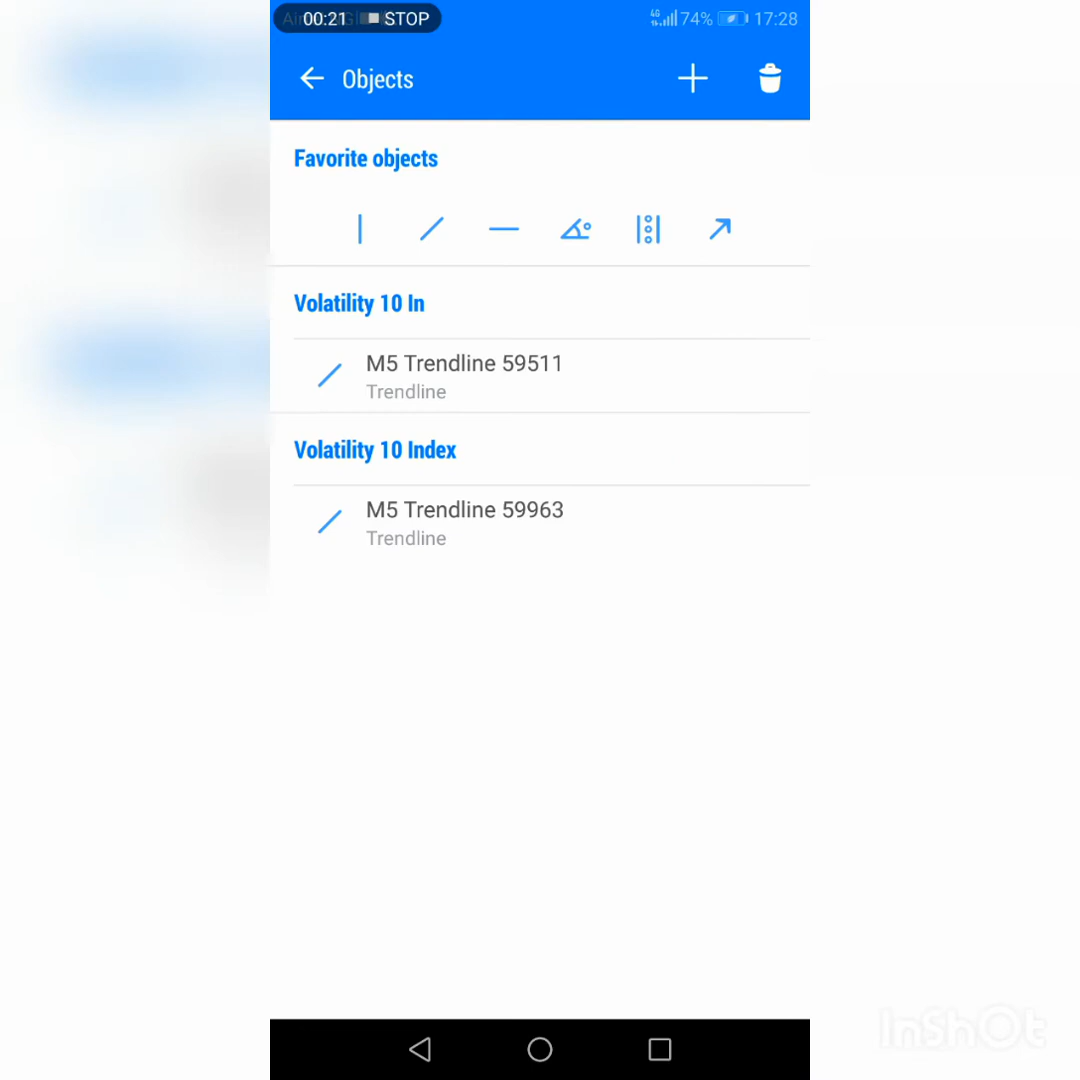 00:21 STOP
4G 74% 17:28
Objects
Favorite objects
Volatility 10 In
M5 Trendline 59511
Trendline
Volatility 10 Index
M5 Trendline 59963
Trendline
InShOt